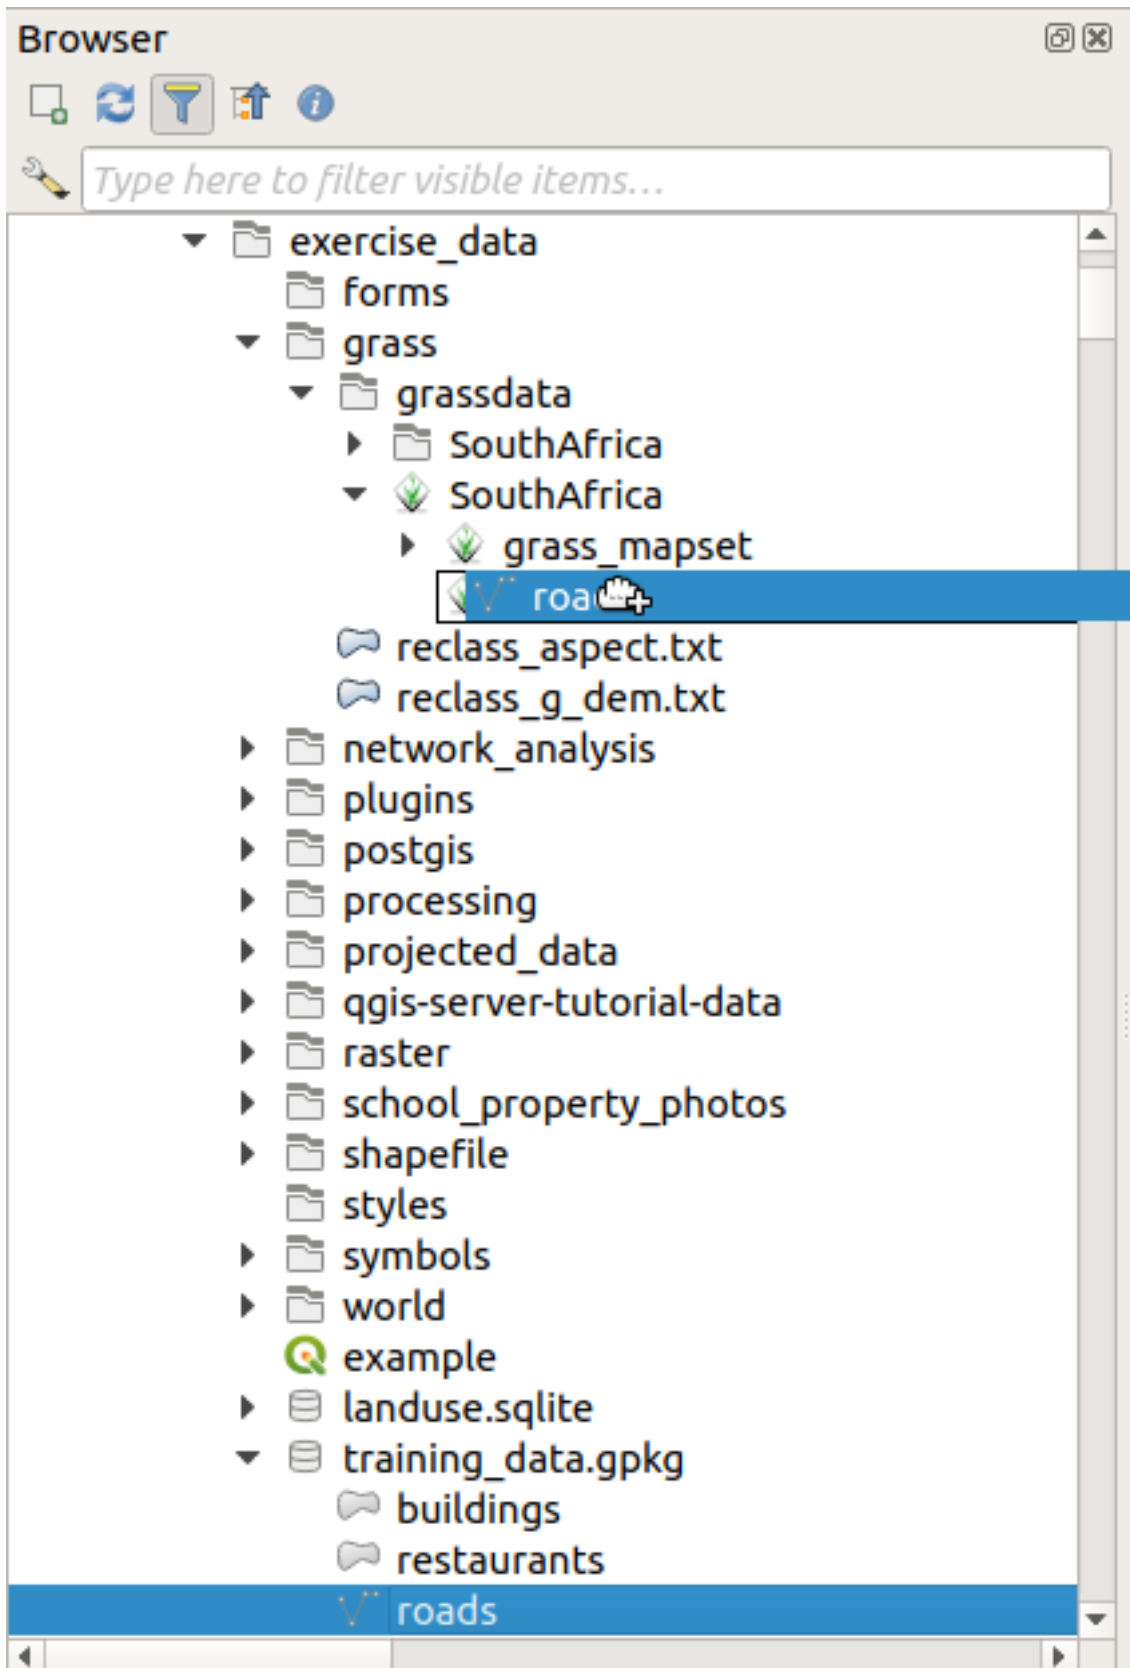 Browser
Type here to filter visible items...
exercise_data
forms
grass
grassdata
SouthAfrica
SouthAfrica
grass_mapset
reclass_aspect.txt
reclass_g_dem.txt
network_analysis
plugins
postgis
processing
projected_data
qgis-server-tutorial-data
raster
school_property_photos
shapefile
styles
symbols
world
example
landuse.sqlite
training_data.gpkg
buildings
restaurants
roads